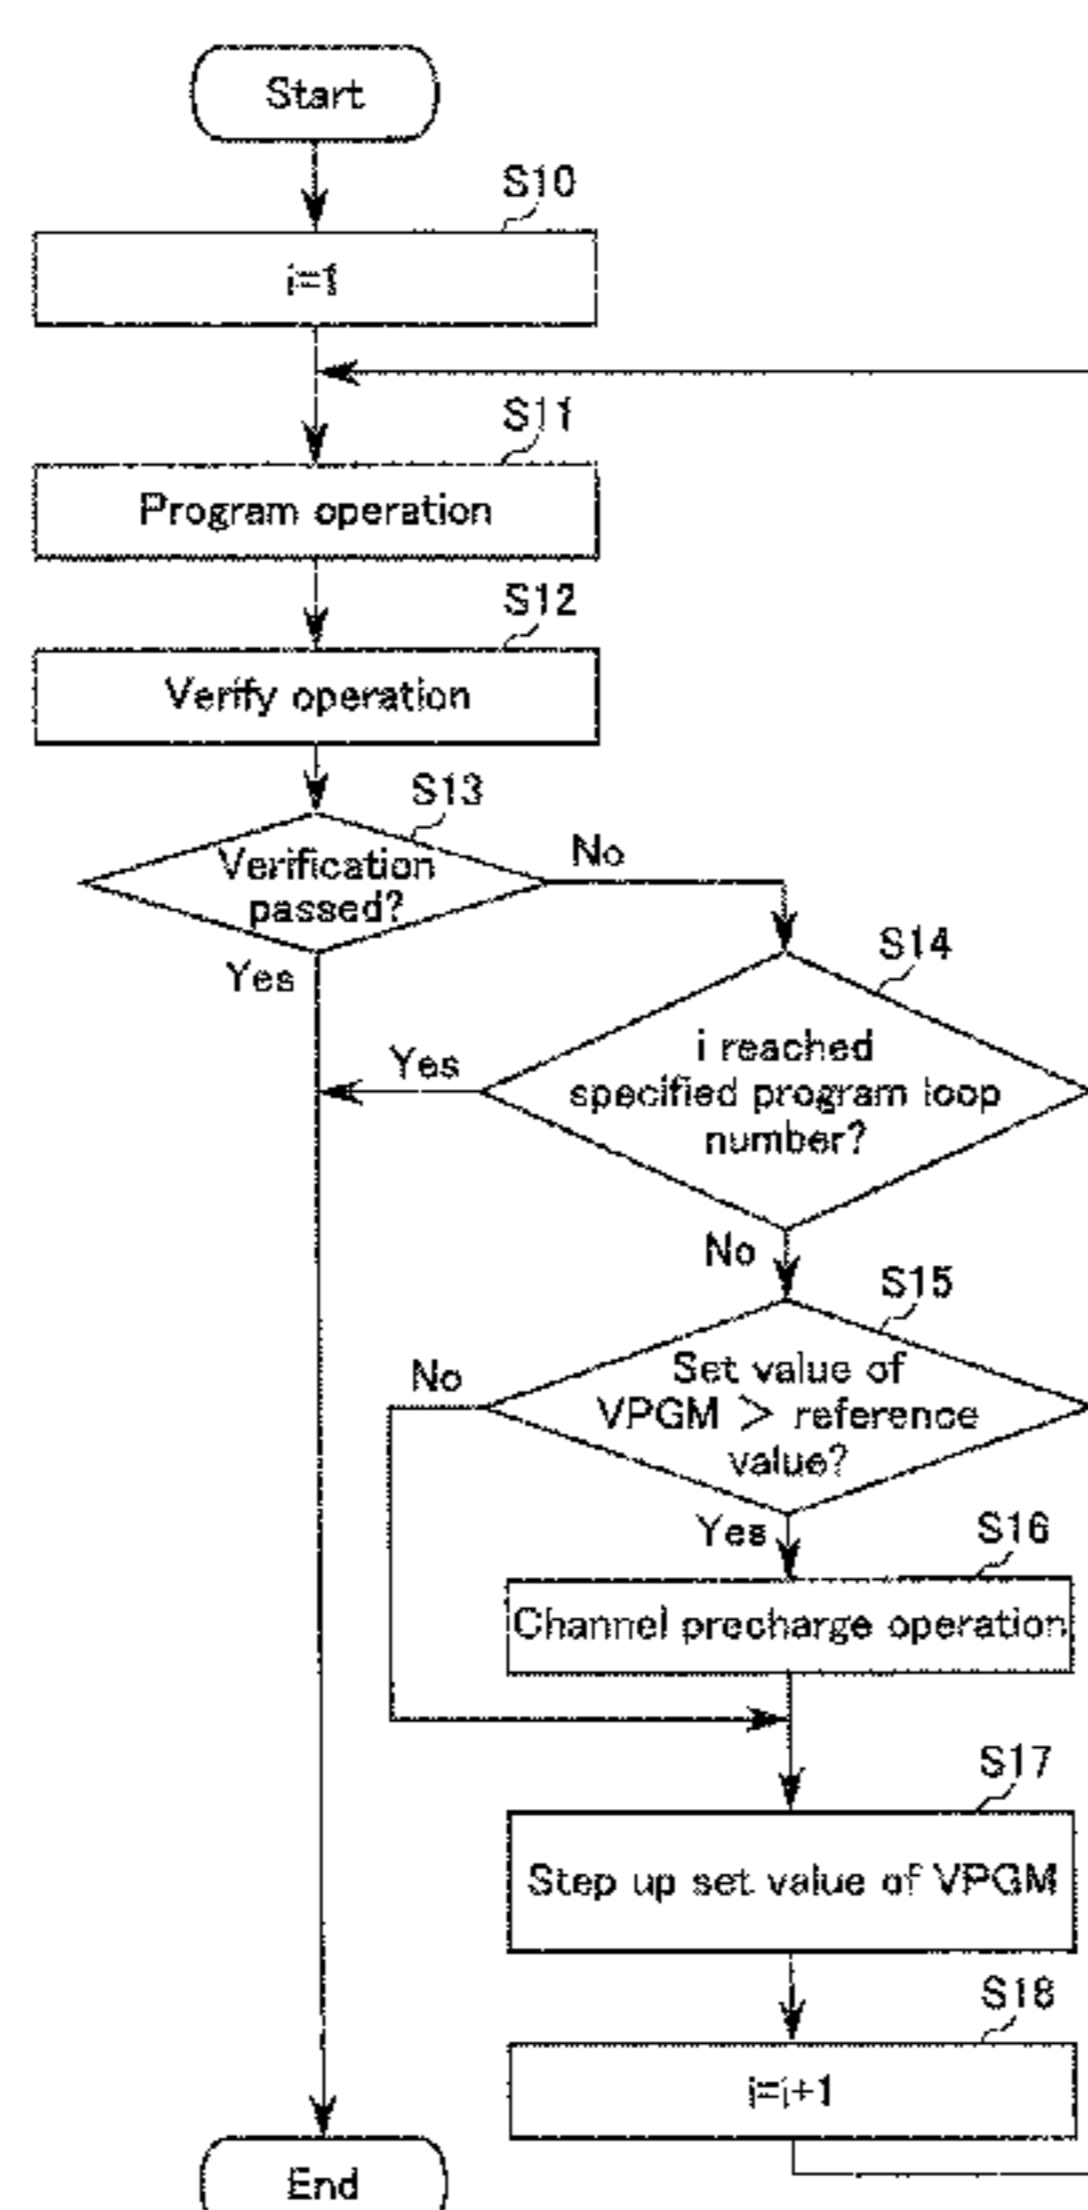 Start
S10
i=1
S11
Program operation
S12
Verify operation
S13
Verification
passed?
No
Yes
S14
i reached
specified program loop
number?
Yes
No
S15
Set value of
VPGM > reference
value?
No
Yes
S16
Channel precharge operation
S17
Step up set value of VPGM
S18
i=i+1
End